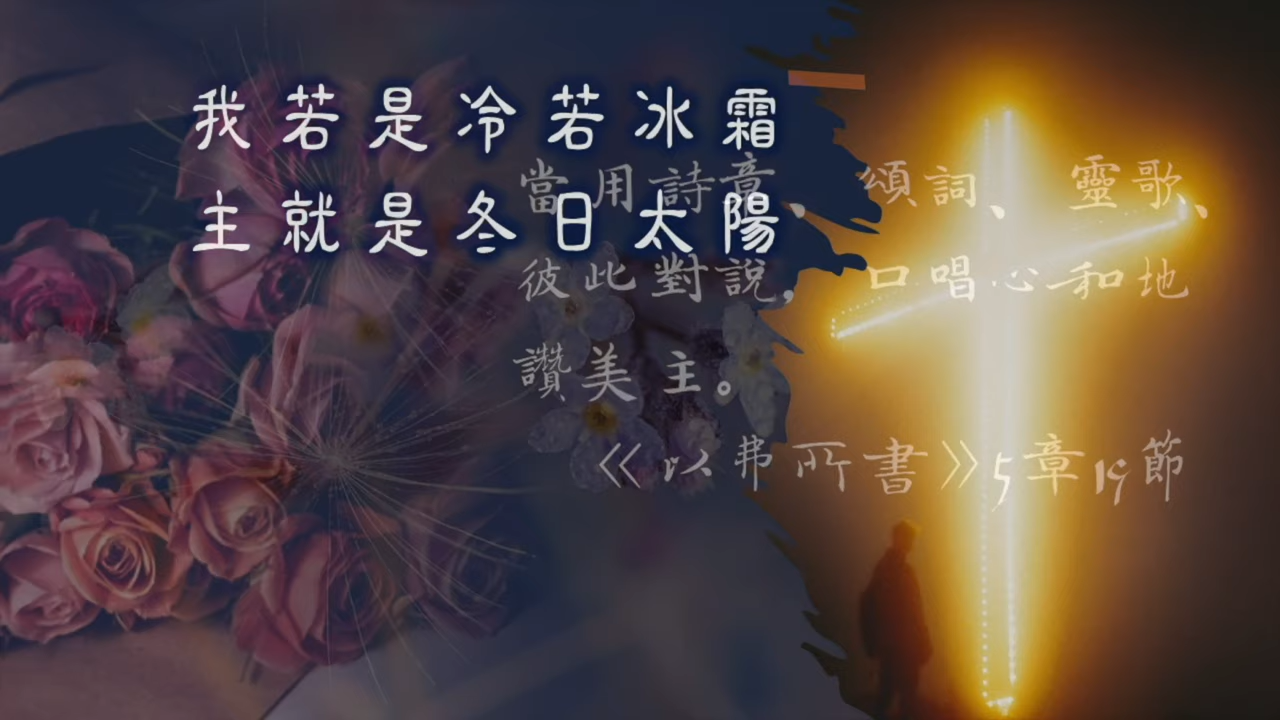 我若是冷若冰霜
主就是冬日太陽
當用詩章、頌詞、靈歌、
彼此對說，口唱心和地
讚美主。
《以弗所書》5章19節